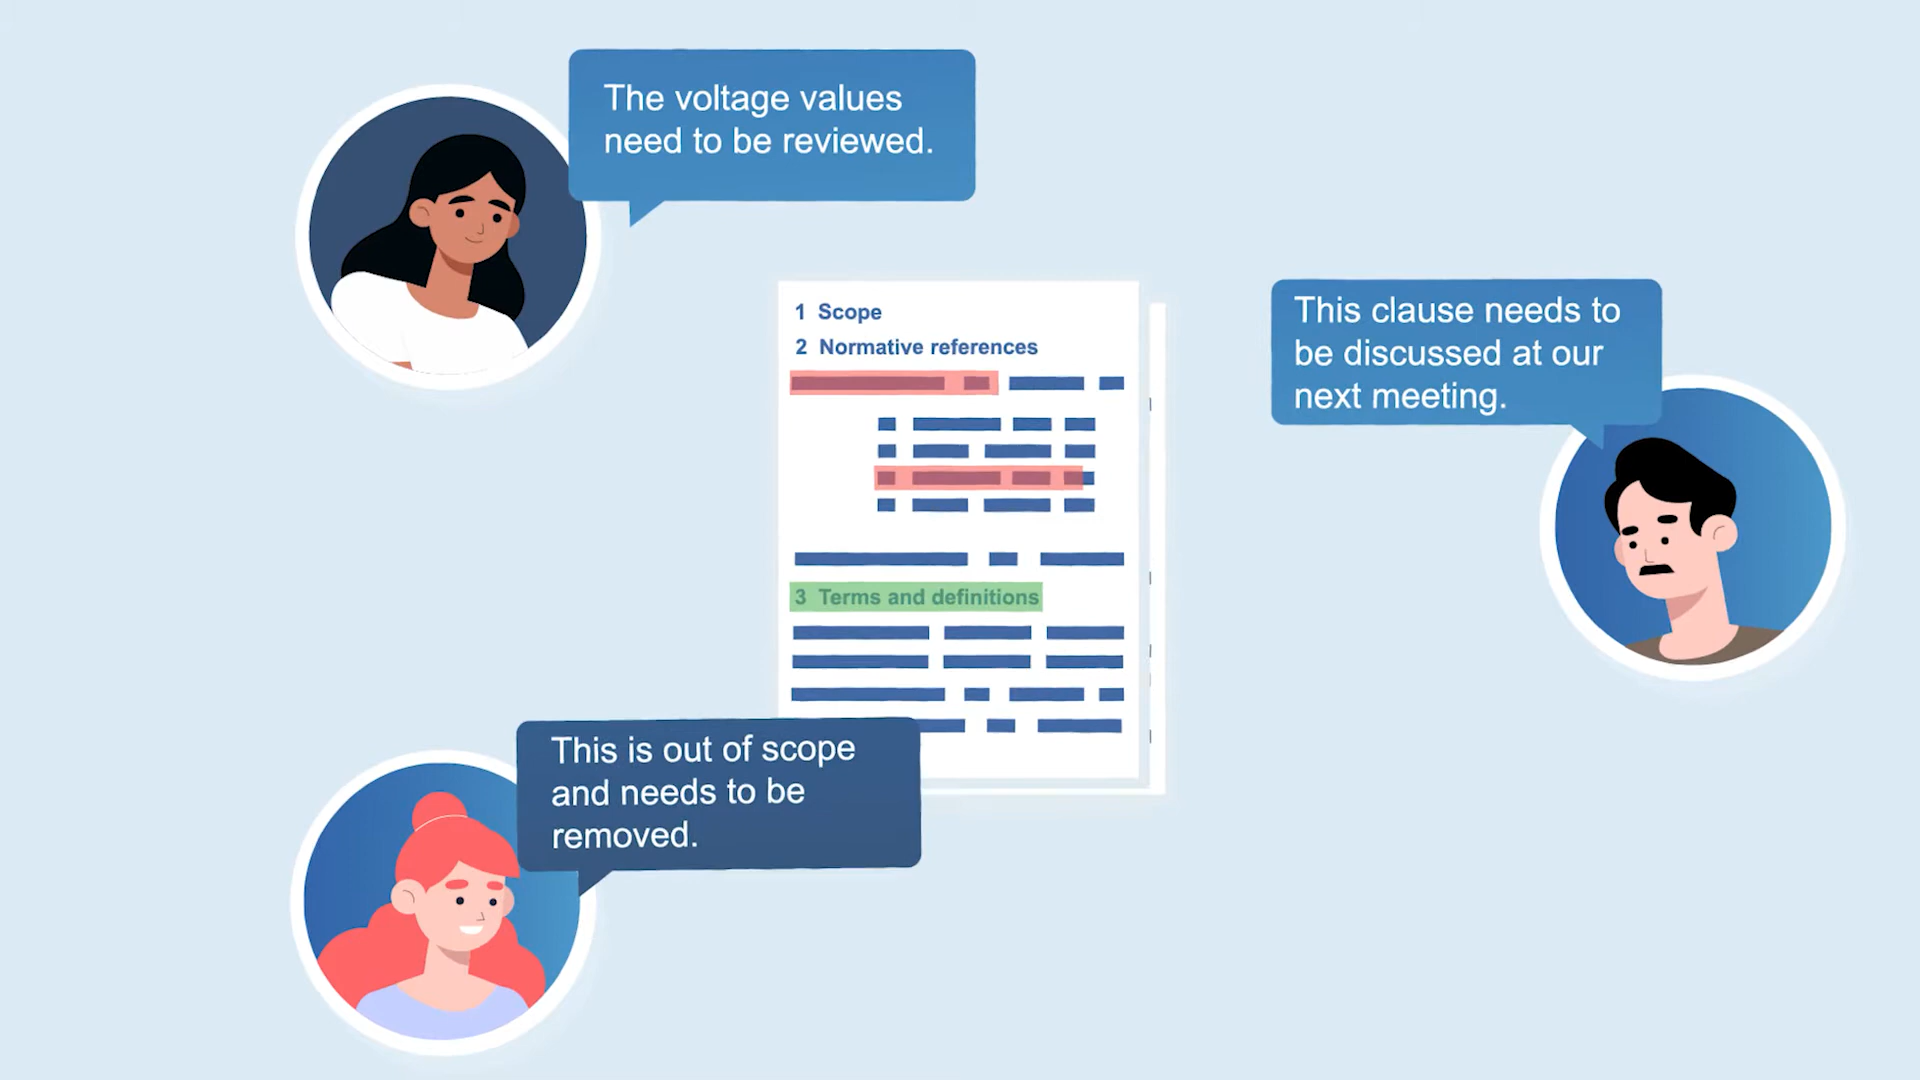 The voltage values
need to be reviewed.
This clause needs to
be discussed at our
next meeting.
1 Scope
2 Normative references
3 Terms and definitions
This is out of scope
and needs to be
removed.